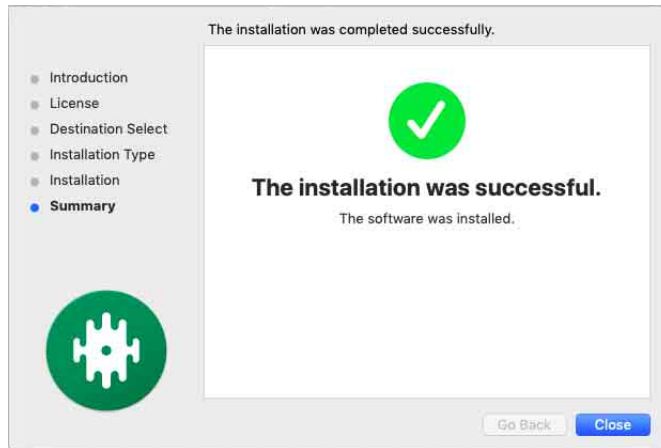 The installation was completed successfully.
Introduction
License
Destination Select
Installation Type
Installation
Summary
The installation was successful.
The software was installed.
Go Back
Close